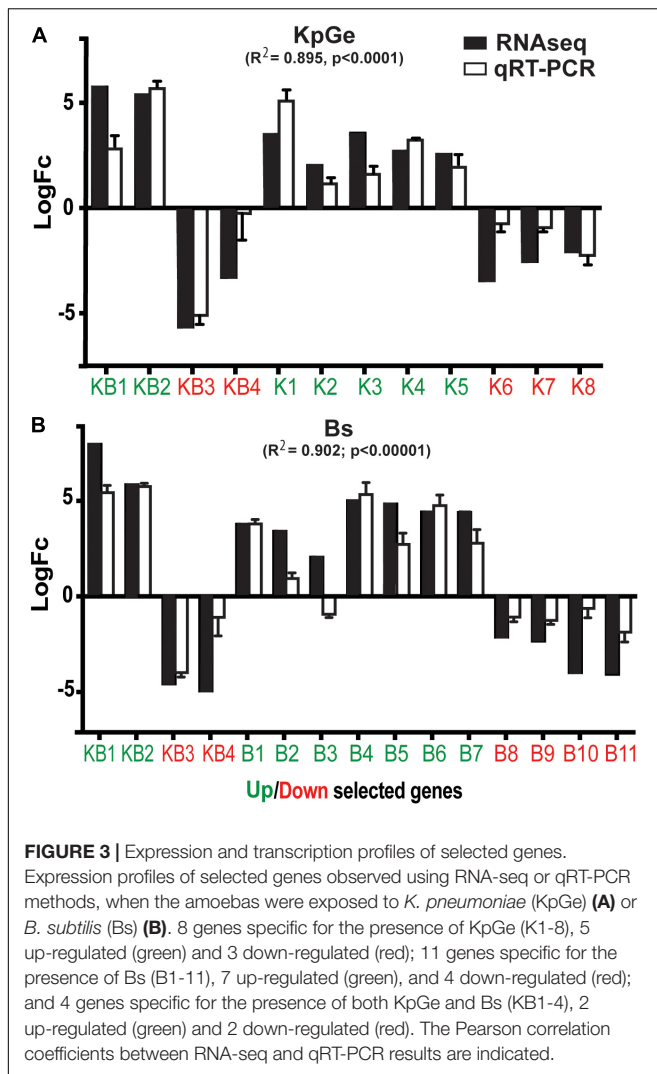 A
KpGe
(R² = 0.895, p<0.0001)
RNAseq
qRT-PCR
LogFc
5
0
-5
KB1 KB2 KB3 KB4 K1 K2 K3 K4 K5 K6 K7 K8
B
Bs
(R² = 0.902; p<0.00001)
LogFc
5
0
-5
KB1 KB2 KB3 KB4 B1 B2 B3 B4 B5 B6 B7 B8 B9 B10 B11
Up/Down selected genes
FIGURE 3 | Expression and transcription profiles of selected genes.
Expression profiles of selected genes observed using RNA-seq or qRT-PCR
methods, when the amoebas were exposed to K. pneumoniae (KpGe) (A) or
B. subtilis (Bs) (B). 8 genes specific for the presence of KpGe (K1-8), 5
up-regulated (green) and 3 down-regulated (red); 11 genes specific for the
presence of Bs (B1-11), 7 up-regulated (green), and 4 down-regulated (red);
and 4 genes specific for the presence of both KpGe and Bs (KB1-4), 2
up-regulated (green) and 2 down-regulated (red). The Pearson correlation
coefficients between RNA-seq and qRT-PCR results are indicated.